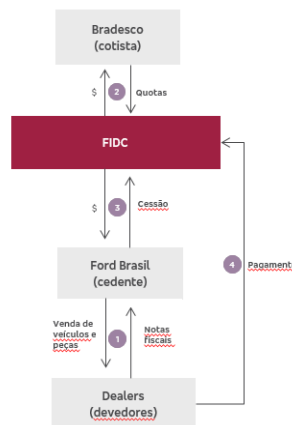 Bradesco
(cotista)
$
2
Quotas
FIDC
$
3
Cessão
Ford Brasil
(cedente)
4
Pagament
Venda de
veículos e
peças
1
Notas
fiscais
Dealers
(devedores)